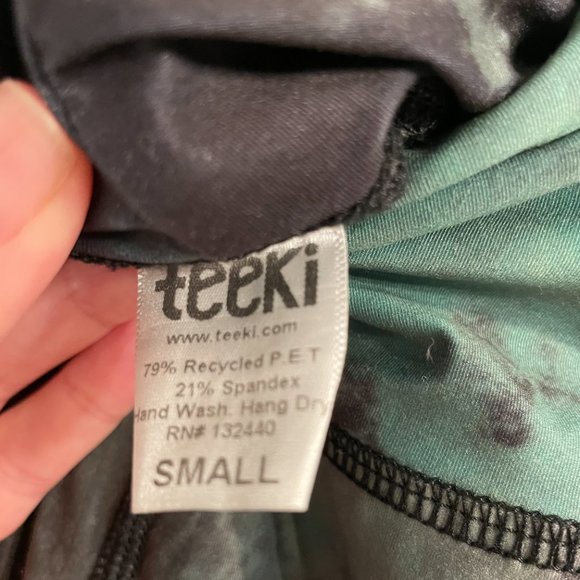 teeki
www.teeki.com
79% Recycled P.E.T
21% Spandex
Hand Wash. Hang Dry
RN# 132440
SMALL